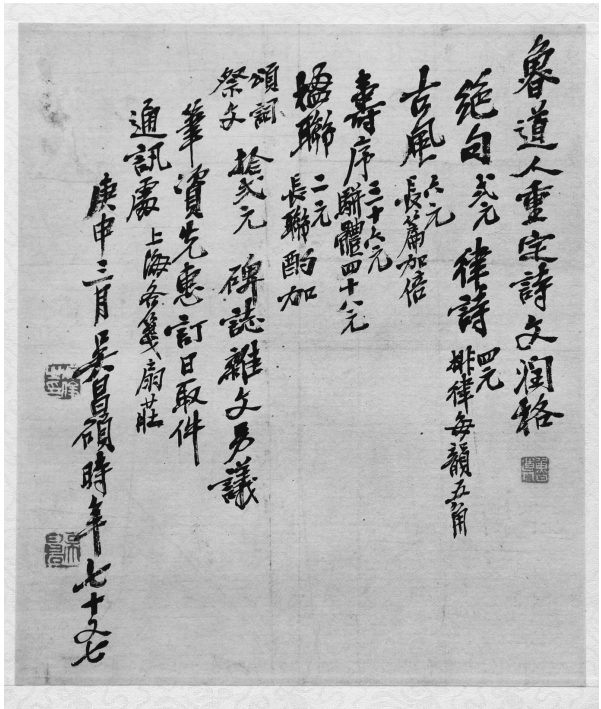 魯道人重定詩文潤格
絕句弍元律詩四元排律每韻五角
古風六元長篇加倍
壽序三十六元駢體四十八元
楹聯二元長聯酌加
頌詞祭文拾弍元碑誌雜文另議
筆資先惠訂日取件
通訊處上海各箋扇莊
庚申三月吳昌碩時年七十又七